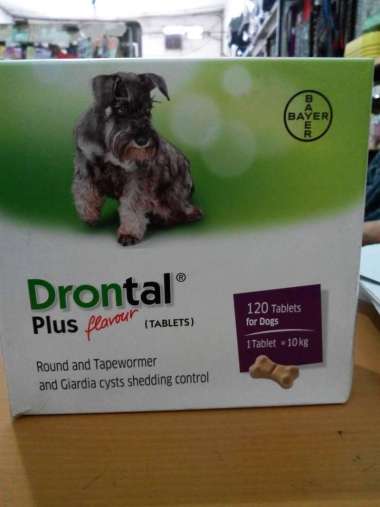 BAYER
BAYER
Drontal®
Plus flavour (TABLETS)
120 Tablets
for Dogs
1 Tablet = 10 kg
Round and Tapewormer
and Giardia cysts shedding control